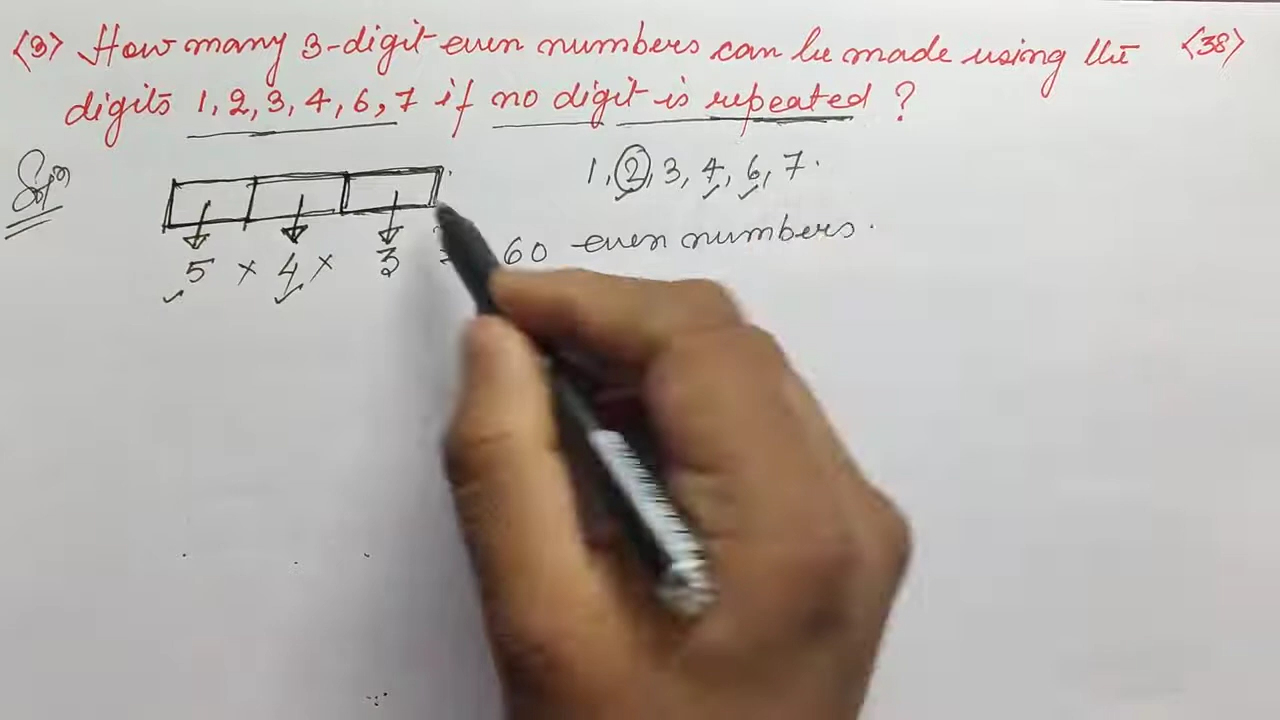 <3> How many 3-digit even numbers can be made using the <38>
digits 1, 2, 3, 4, 6, 7 if no digit is repeated ?
Sol^n
1, 2, 3, 4, 6, 7.
5 × 4 × 3 = 60 even numbers.